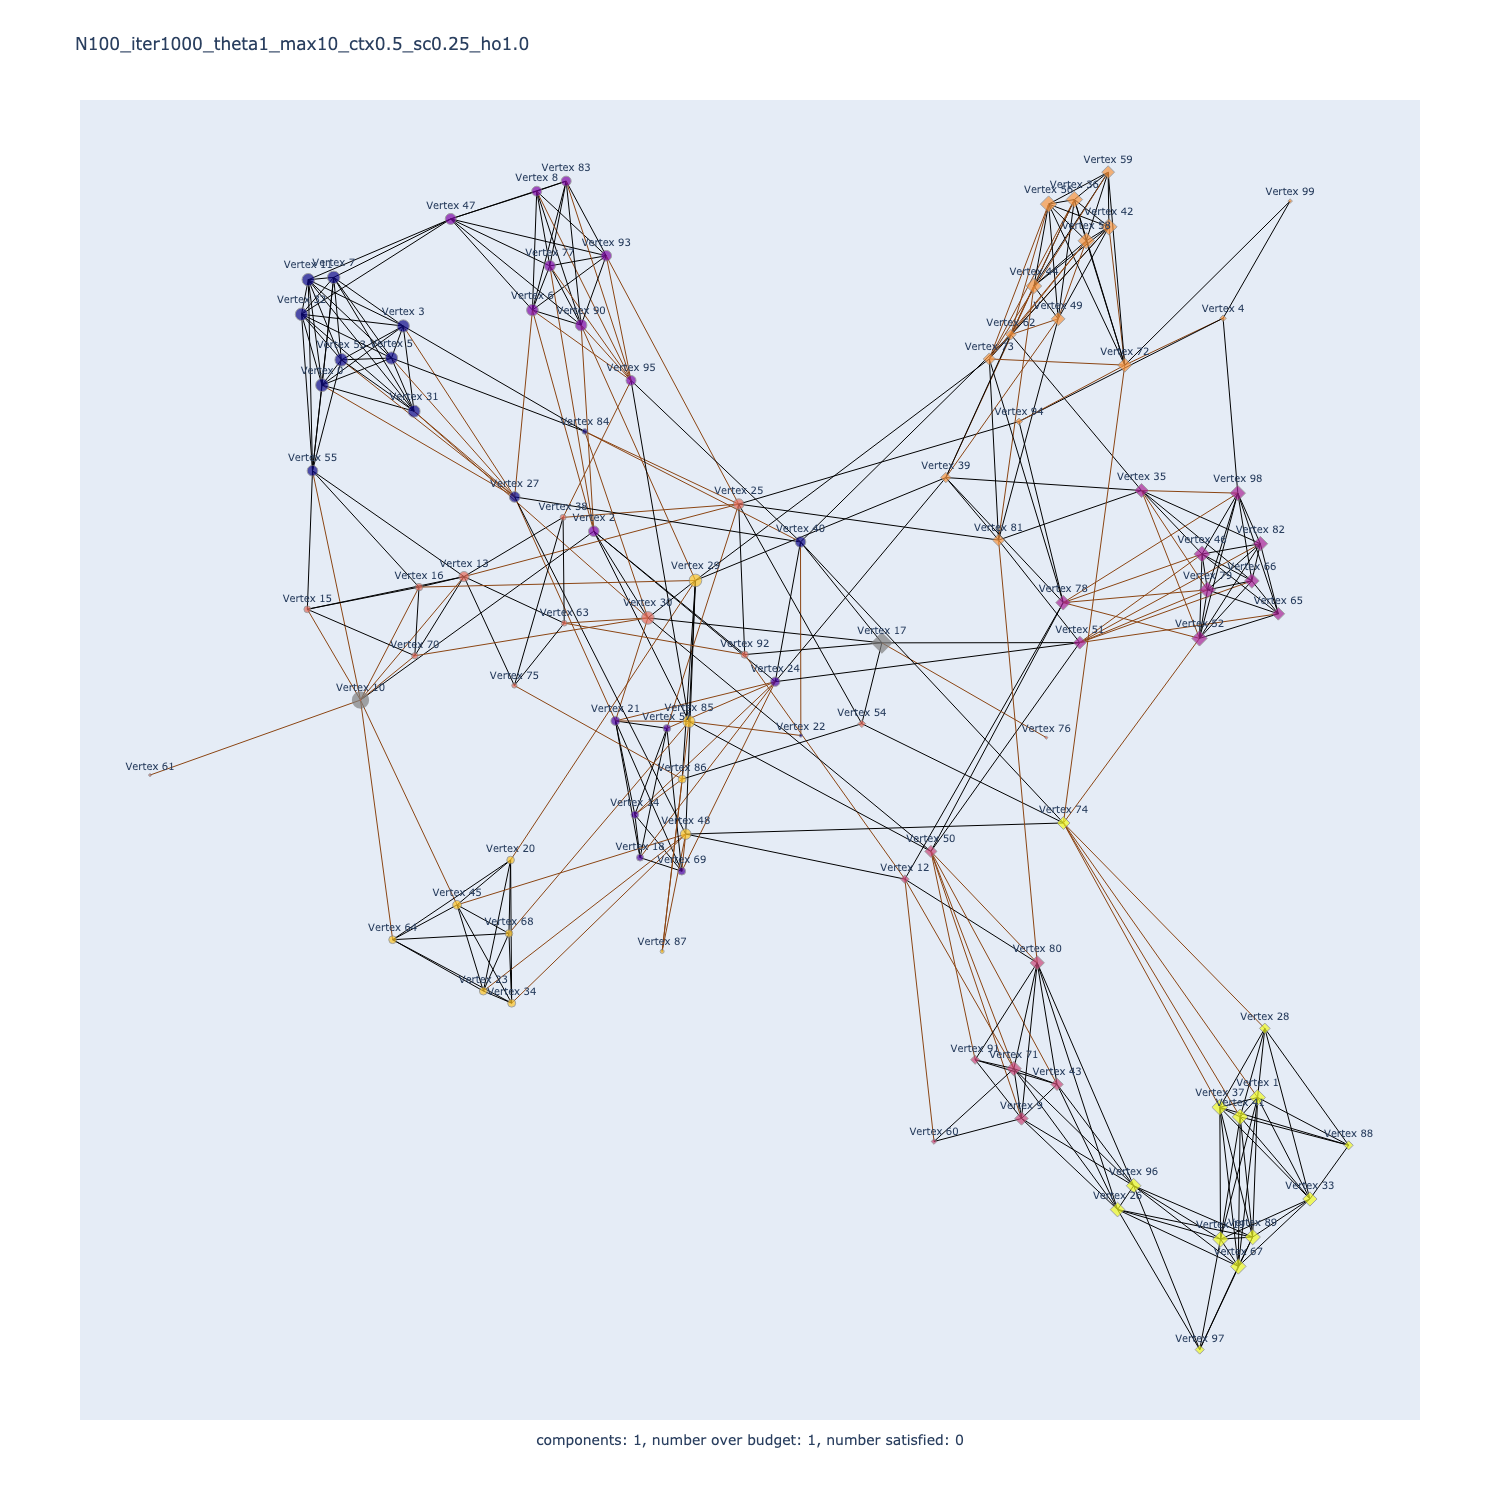 N100_iter1000_theta1_max10_ctx0.5_sc0.25_ho1.0
Vertex 59
Vertex 83
Vertex 8
Vertex 56
Vertex 36
Vertex 99
Vertex 47
Vertex 42
Vertex 58
Vertex 93
Vertex 77
Vertex 11
Vertex 7
Vertex 44
Vertex 32
Vertex 6
Vertex 3
Vertex 90
Vertex 49
Vertex 4
Vertex 62
Vertex 53
Vertex 5
Vertex 73
Vertex 72
Vertex 0
Vertex 95
Vertex 31
Vertex 84
Vertex 94
Vertex 55
Vertex 39
Vertex 35
Vertex 98
Vertex 27
Vertex 25
Vertex 38
Vertex 2
Vertex 40
Vertex 81
Vertex 82
Vertex 46
Vertex 13
Vertex 29
Vertex 16
Vertex 66
Vertex 79
Vertex 15
Vertex 63
Vertex 30
Vertex 78
Vertex 65
Vertex 52
Vertex 70
Vertex 92
Vertex 17
Vertex 51
Vertex 10
Vertex 75
Vertex 24
Vertex 21
Vertex 85
Vertex 54
Vertex 22
Vertex 76
Vertex 61
Vertex 86
Vertex 14
Vertex 74
Vertex 48
Vertex 18
Vertex 69
Vertex 50
Vertex 12
Vertex 20
Vertex 45
Vertex 64
Vertex 68
Vertex 87
Vertex 80
Vertex 23
Vertex 34
Vertex 28
Vertex 91
Vertex 71
Vertex 43
Vertex 1
Vertex 37
Vertex 9
Vertex 60
Vertex 88
Vertex 96
Vertex 26
Vertex 33
Vertex 89
Vertex 67
Vertex 97
components: 1, number over budget: 1, number satisfied: 0